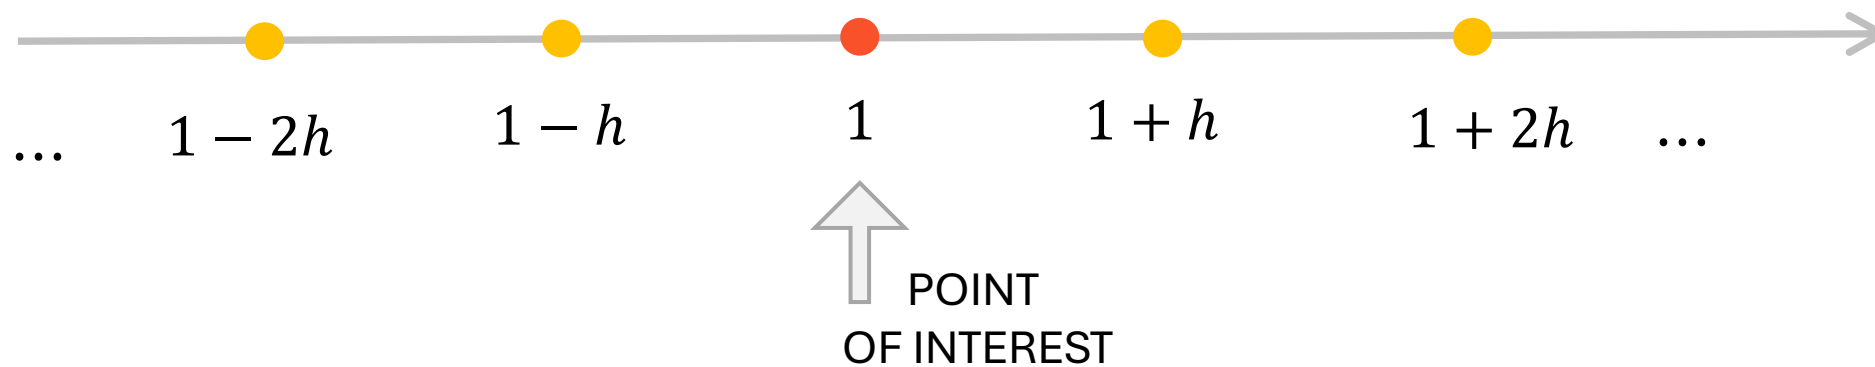 … 1 − 2h 1 − h 1 1 + h 1 + 2h …
POINT
OF INTEREST